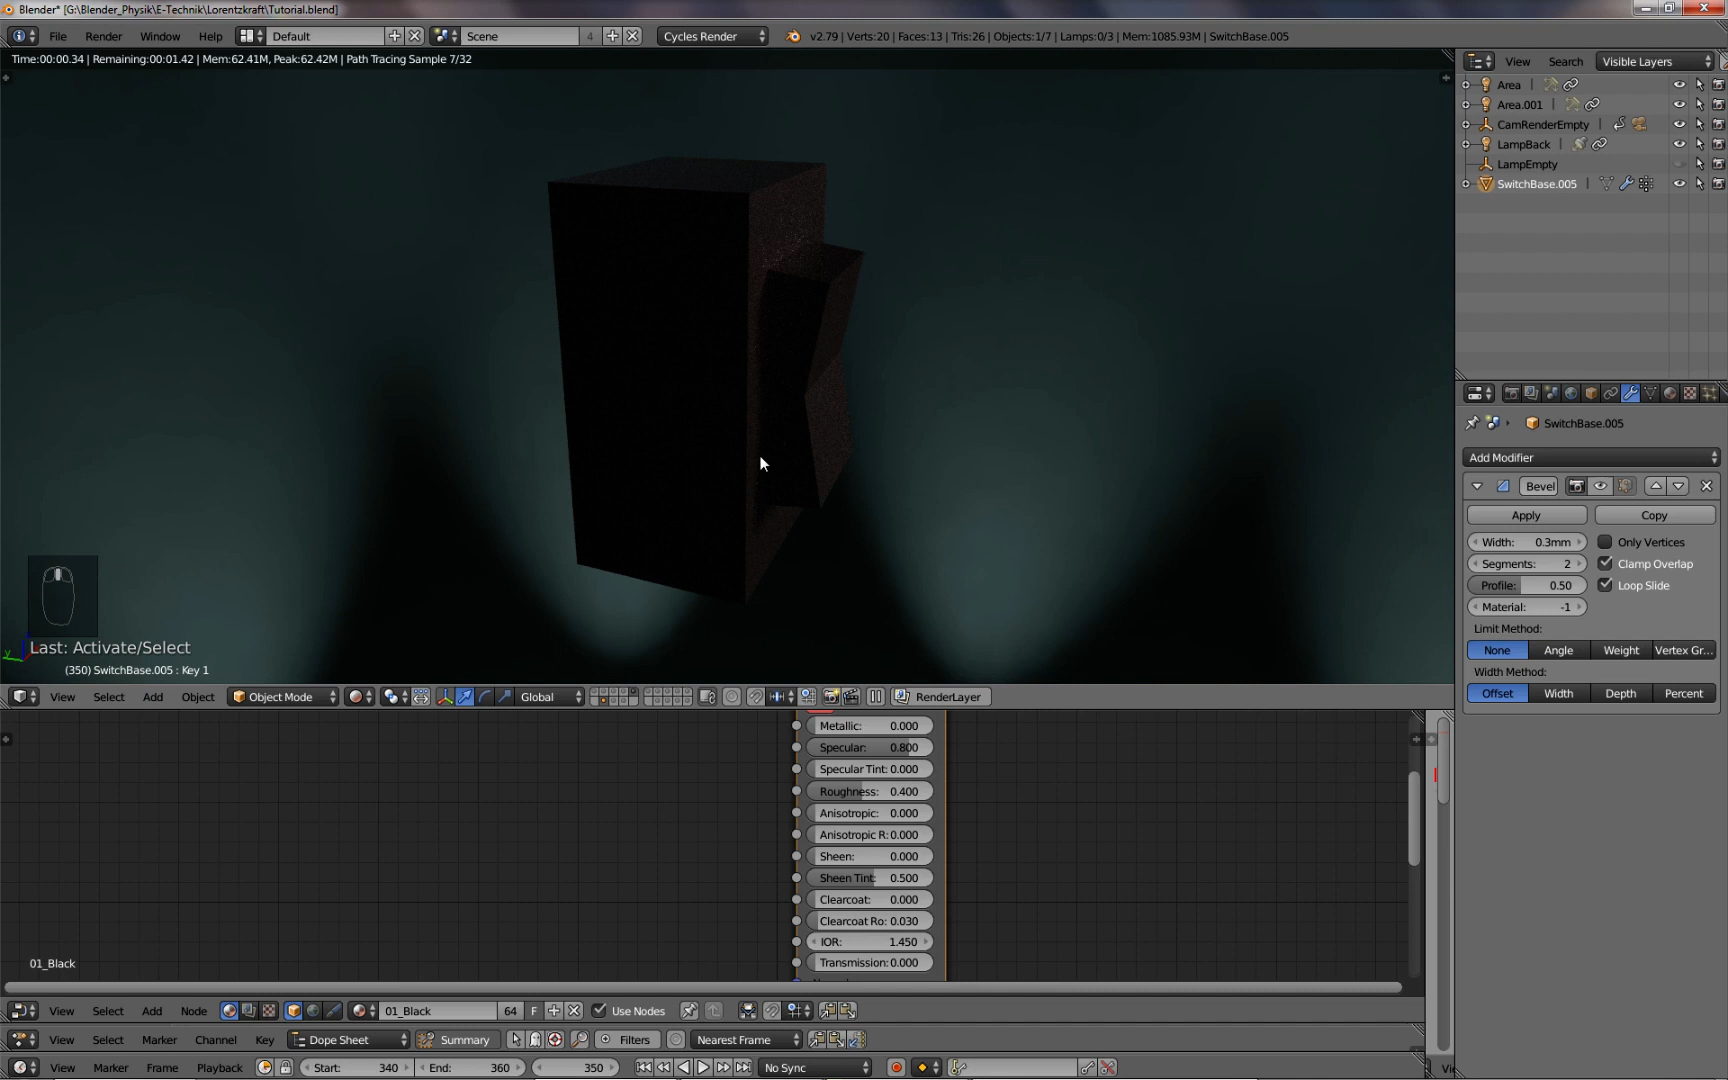 Blender* [G:\Blender_Physik\E-Technik\Lorentzkraft\Tutorial.blend]
File Render Window Help Default Scene 4 Cycles Render v2.79 | Verts:20 | Faces:13 | Tris:26 | Objects:1/7 | Lamps:0/3 | Mem:1085.93M | SwitchBase.005
Time:00:00.34 | Remaining:00:01.42 | Mem:62.41M, Peak:62.42M | Path Tracing Sample 7/32
View Search Visible Layers
Area
Area.001
CamRenderEmpty
LampBack
LampEmpty
SwitchBase.005
SwitchBase.005
Add Modifier
Bevel
Apply Copy
Width: 0.3mm Only Vertices
Segments: 2 Clamp Overlap
Profile: 0.50 Loop Slide
Material: -1
Limit Method:
None Angle Weight Vertex Gr...
Width Method:
Offset Width Depth Percent
y
Last: Activate/Select
(350) SwitchBase.005 : Key 1
View Select Add Object Object Mode Global RenderLayer
Metallic: 0.000
Specular: 0.800
Specular Tint: 0.000
Roughness: 0.400
Anisotropic: 0.000
Anisotropic R: 0.000
Sheen: 0.000
Sheen Tint: 0.500
Clearcoat: 0.000
Clearcoat Ro: 0.030
IOR: 1.450
Transmission: 0.000
01_Black
View Select Add Node 01_Black 64 F Use Nodes
View Select Marker Channel Key Dope Sheet Summary Filters Nearest Frame
View Marker Frame Playback Start: 340 End: 360 350 No Sync